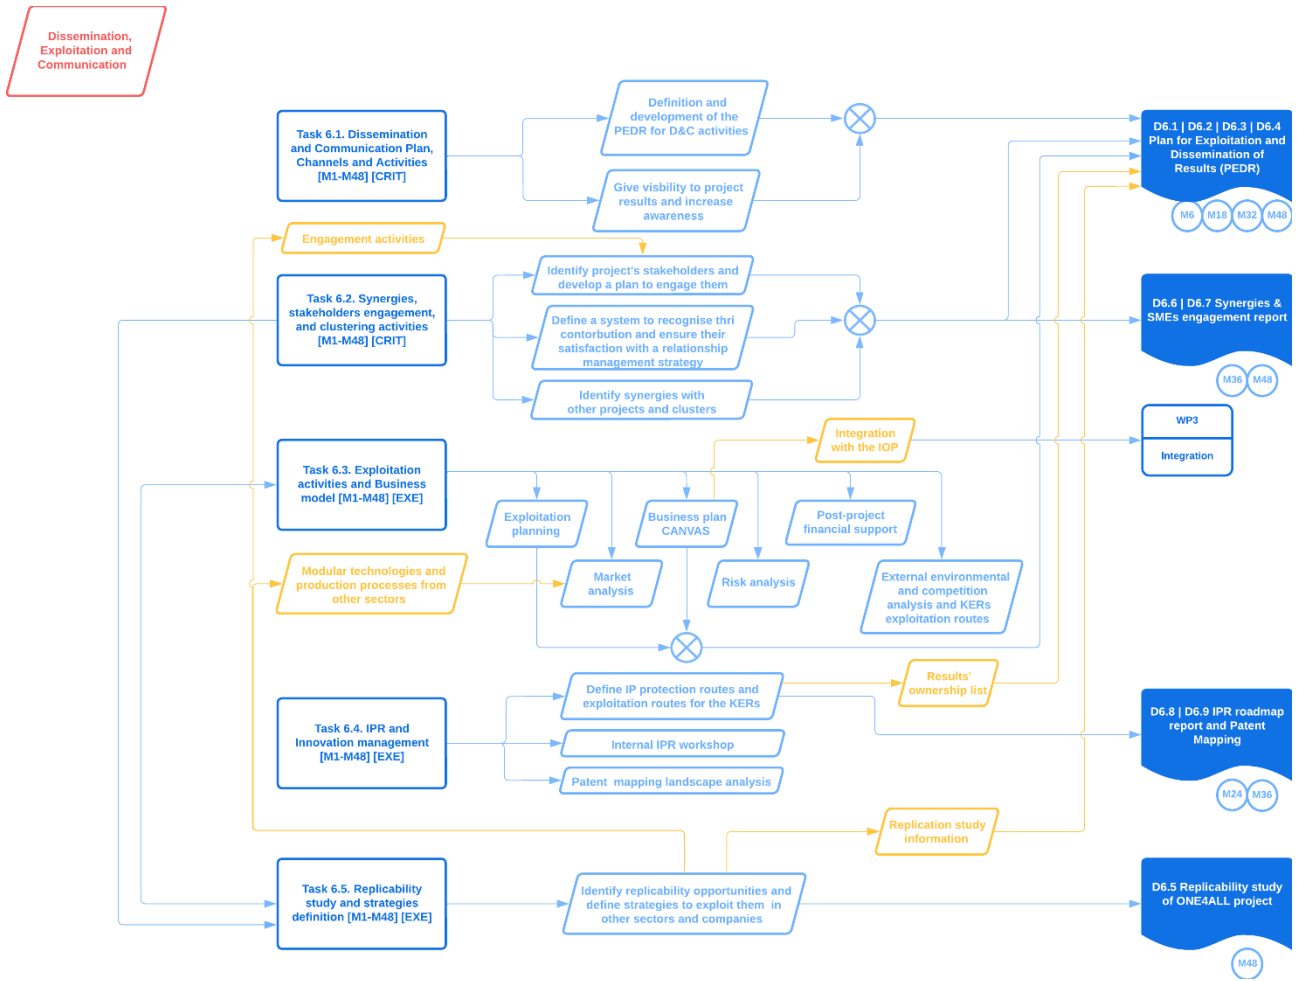 Dissemination,
Exploitation and
Communication
Task 6.1. Dissemination
and Communication Plan,
Channels and Activities
[M1-M48] [CRIT]
Definition and
development of the
PEDR for D&C activities
Give visbility to project
results and increase
awareness
D6.1 | D6.2 | D6.3 | D6.4
Plan for Exploitation and
Dissemination of
Results (PEDR)
M6 M18 M32 M48
Engagement activities
Task 6.2. Synergies,
stakeholders engagement,
and clustering activities
[M1-M48] [CRIT]
Identify project's stakeholders and
develop a plan to engage them
Define a system to recognise thri
contorbution and ensure their
satisfaction with a relationship
management strategy
Identify synergies with
other projects and clusters
D6.6 | D6.7 Synergies &
SMEs engagement report
M36 M48
Integration
with the IOP
WP3
Integration
Task 6.3. Exploitation
activities and Business
model [M1-M48] [EXE]
Exploitation
planning
Business plan
CANVAS
Post-project
financial support
Modular technologies and
production processes from
other sectors
Market
analysis
Risk analysis
External environmental
and competition
analysis and KERs
exploitation routes
Task 6.4. IPR and
Innovation management
[M1-M48] [EXE]
Define IP protection routes and
exploitation routes for the KERs
Internal IPR workshop
Patent mapping landscape analysis
Results'
ownership list
D6.8 | D6.9 IPR roadmap
report and Patent
Mapping
M24 M36
Replication study
information
Task 6.5. Replicability
study and strategies
definition [M1-M48] [EXE]
Identify replicability opportunities and
define strategies to exploit them in
other sectors and companies
D6.5 Replicability study
of ONE4ALL project
M48